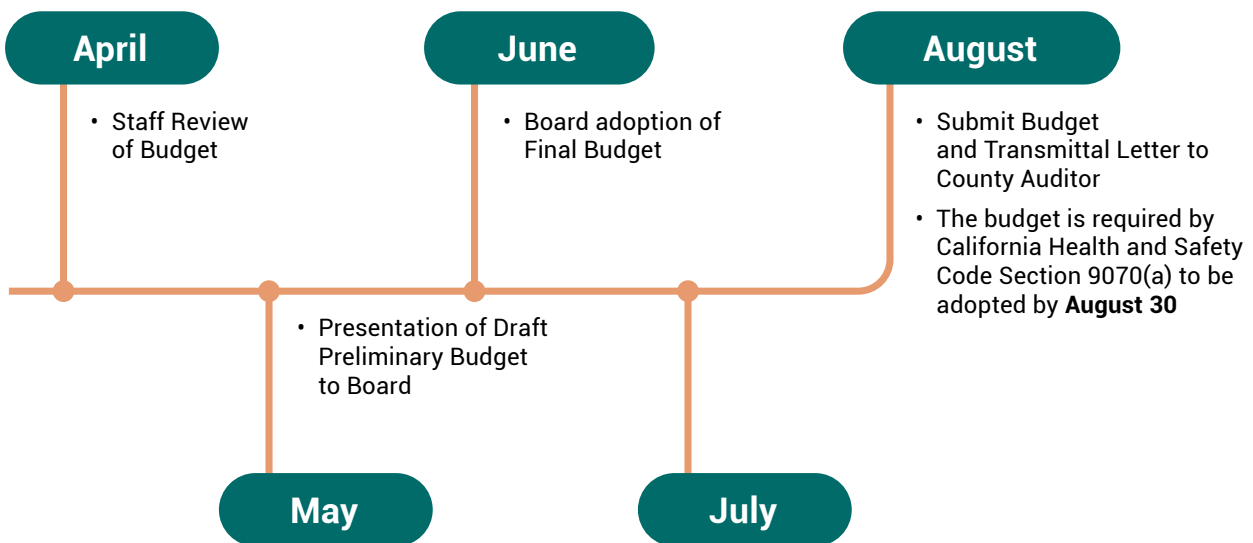 April
• Staff Review
of Budget
• Presentation of Draft
Preliminary Budget
to Board
May
June
• Board adoption of
Final Budget
July
August
• Submit Budget
and Transmittal Letter to
County Auditor
• The budget is required by
California Health and Safety
Code Section 9070(a) to be
adopted by August 30